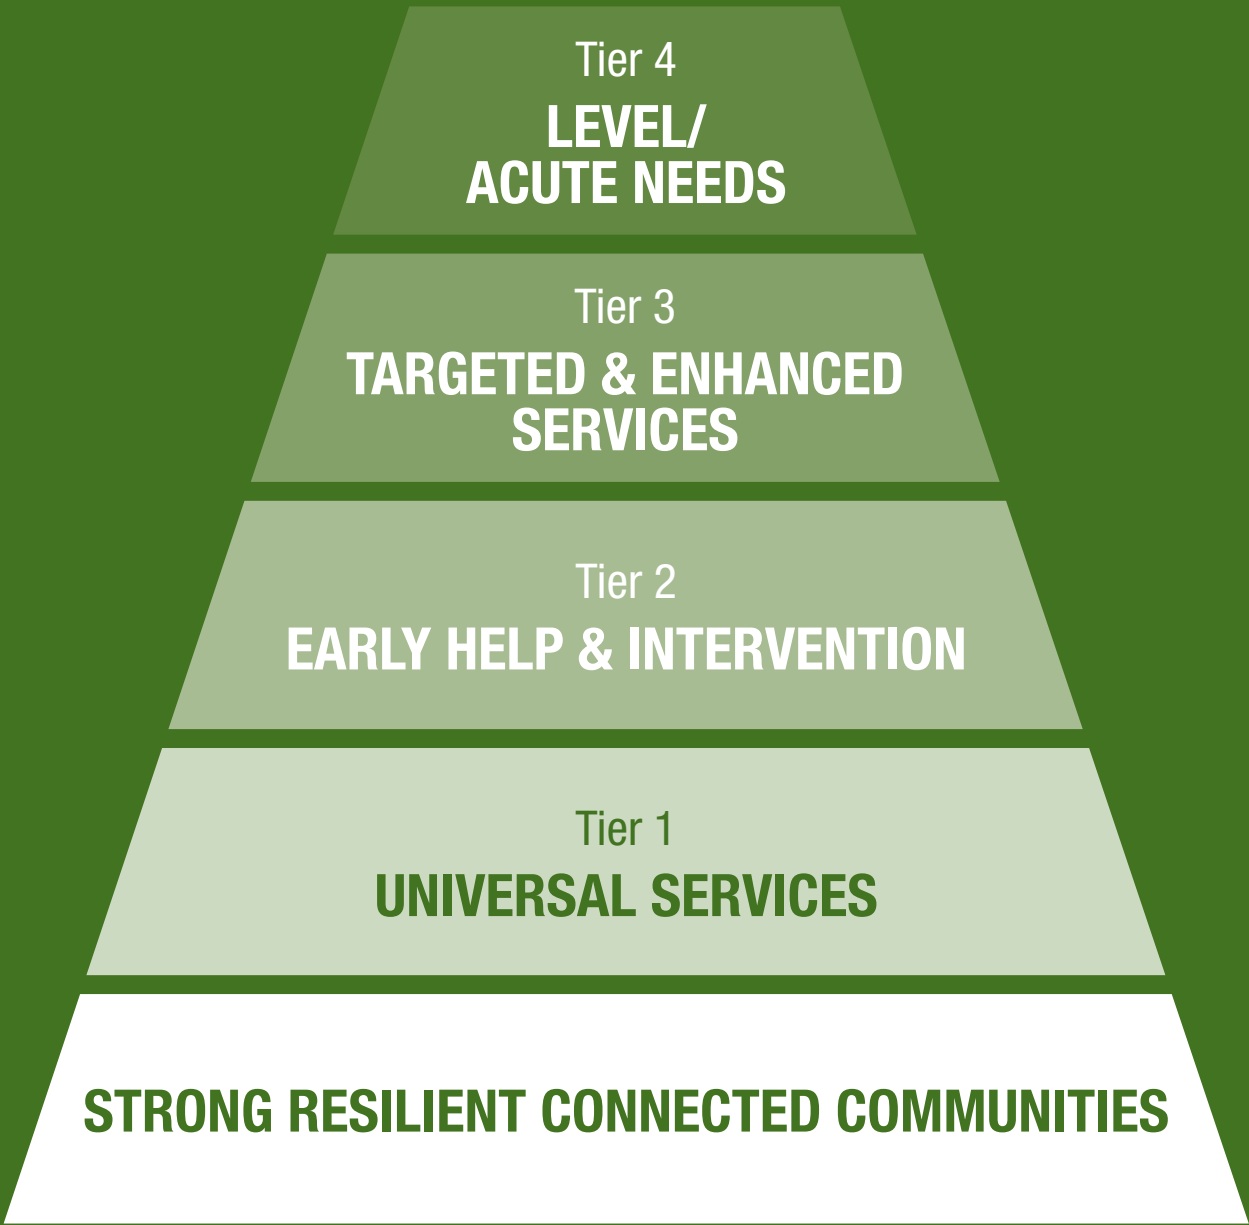 Tier 4
LEVEL/
ACUTE NEEDS
Tier 3
TARGETED & ENHANCED
SERVICES
Tier 2
EARLY HELP & INTERVENTION
Tier 1
UNIVERSAL SERVICES
STRONG RESILIENT CONNECTED COMMUNITIES